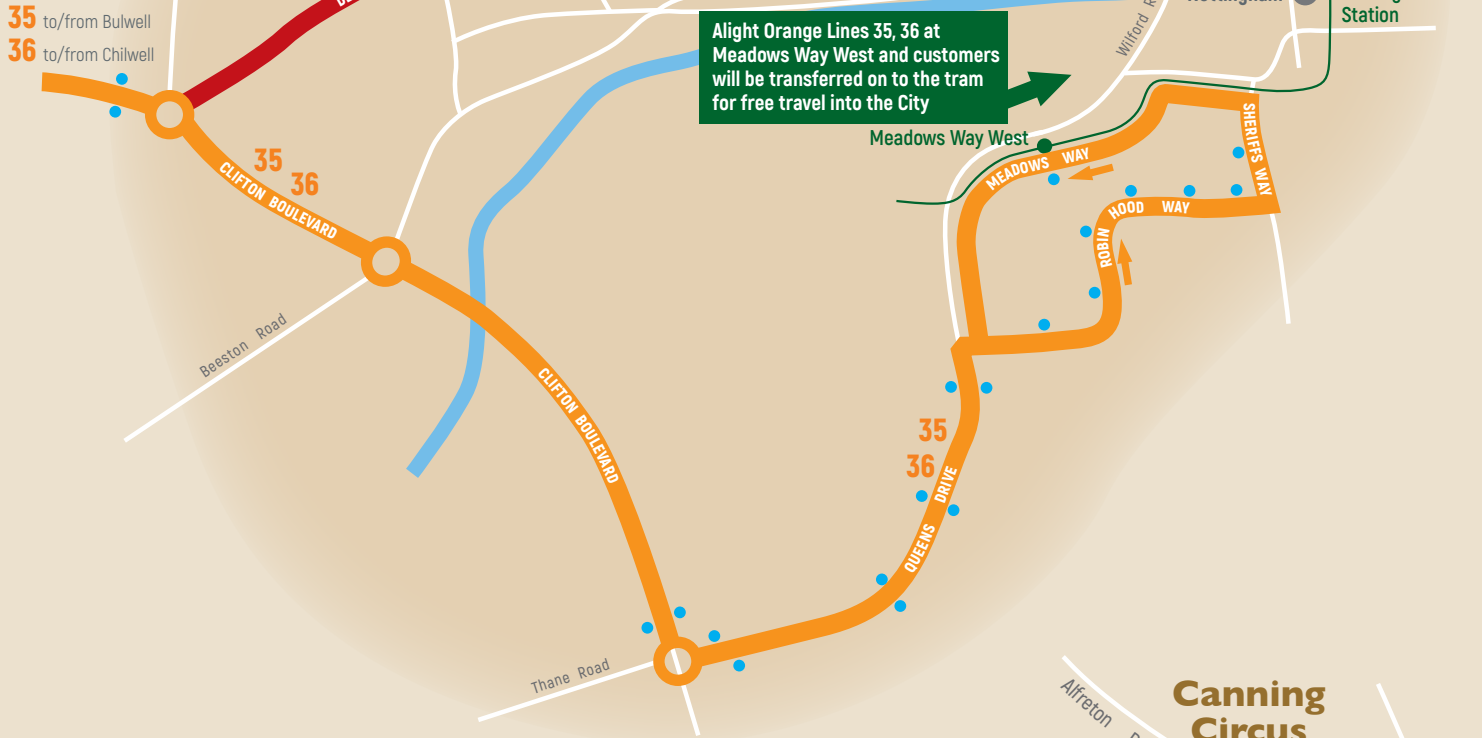 35 to/from Bulwell
36 to/from Chilwell
Station
Wilford
Alight Orange Lines 35, 36 at
Meadows Way West and customers
will be transferred on to the tram
for free travel into the City
Meadows Way West
MEADOWS WAY
SHERIFFS WAY
ROBIN HOOD WAY
35
36
CLIFTON BOULEVARD
Beeston Road
CLIFTON BOULEVARD
35
36
QUEENS DRIVE
Thane Road
Alfreton
Canning
Circus